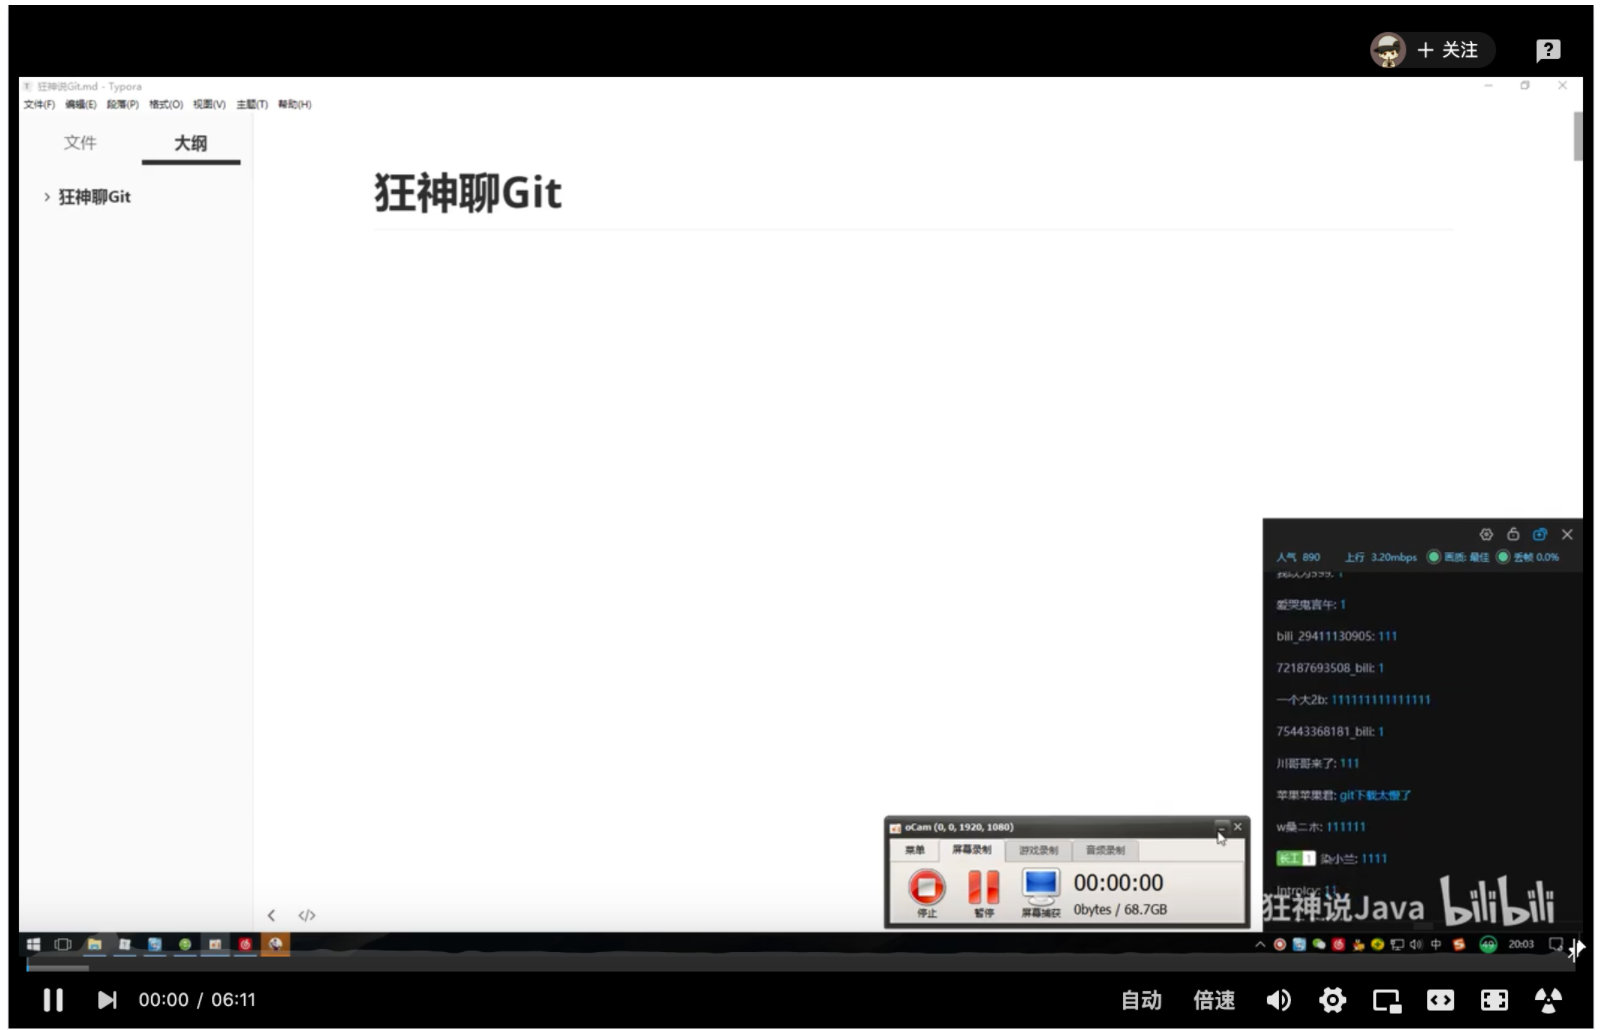 关注
狂神说Git.md - Typora
文件(F) 编辑(E) 段落(P) 格式(O) 视图(V) 主题(T) 帮助(H)
文件 大纲
狂神聊Git
狂神聊Git
人气 890 上行 3.20mbps 画质: 最佳 丢帧 0.0%
爱哭鬼言午: 1
bili_29411130905: 111
72187693508_bili: 1
一个大2b: 111111111111111
75443368181_bili: 1
川哥哥来了: 111
苹果苹果君: git下载太慢了
w桑二木: 111111
长工 1 染小兰: 1111
狂神说Java bilibili
oCam (0, 0, 1920, 1080)
菜单 屏幕录制 游戏录制 音频录制
00:00:00
停止 暂停 屏幕捕获 0bytes / 68.7GB
</>
中 49 20:03
00:00 / 06:11 自动 倍速